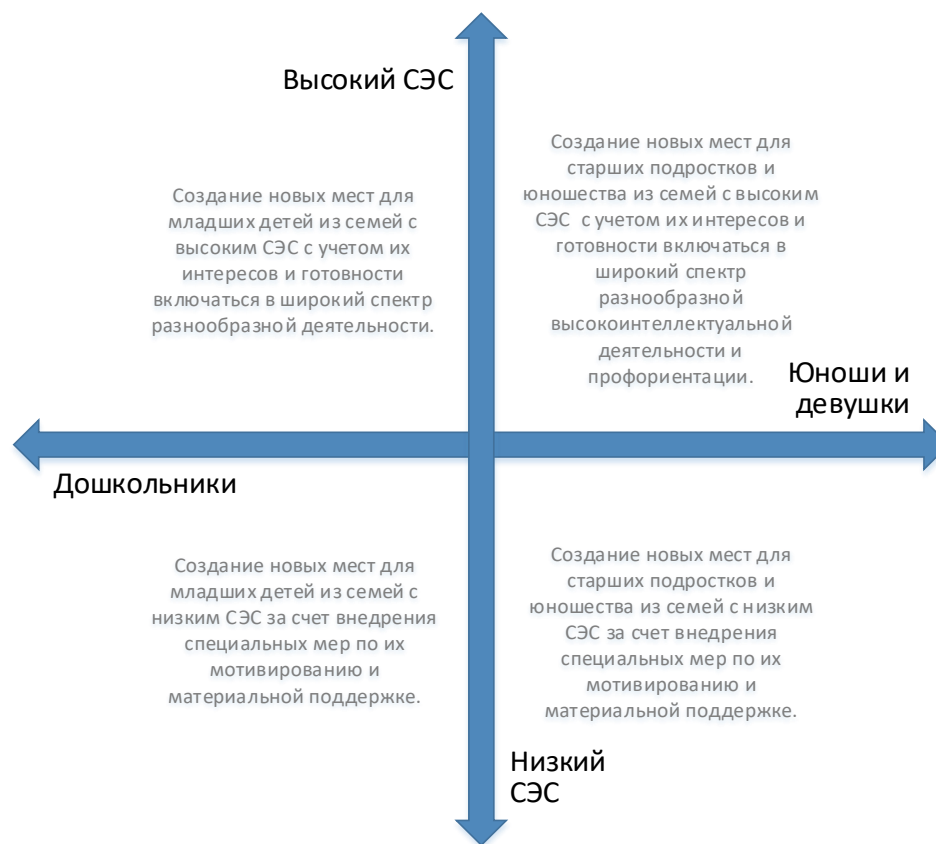 Высокий СЭС
Создание новых мест для
младших детей из семей с
высоким СЭС с учетом их
интересов и готовности
включаться в широкий спектр
разнообразной деятельности.
Создание новых мест для
старших подростков и
юношества из семей с высоким
СЭС с учетом их интересов и
готовности включаться в
широкий спектр
разнообразной
высокоинтеллектуальной
деятельности и
профориентации.
Юноши и
девушки
Дошкольники
Создание новых мест для
младших детей из семей с
низким СЭС за счет внедрения
специальных мер по их
мотивированию и
материальной поддержке.
Создание новых мест для
старших подростков и
юношества из семей с низким
СЭС за счет внедрения
специальных мер по их
мотивированию и
материальной поддержке.
Низкий
СЭС